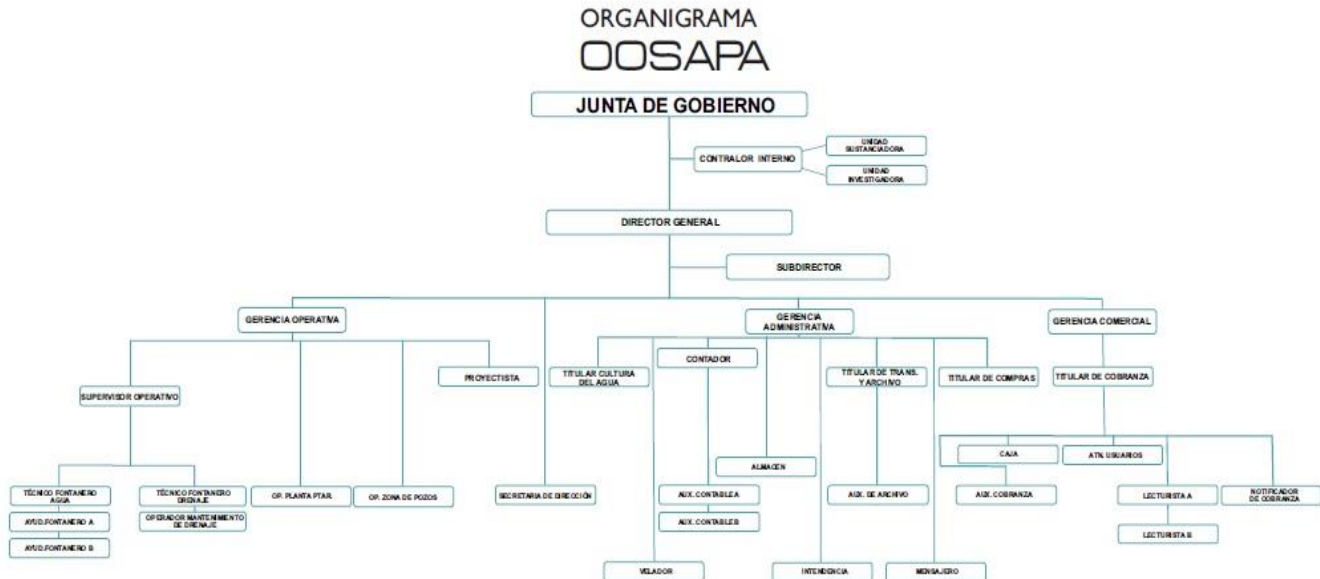 ORGANIGRAMA
OOSAPA
JUNTA DE GOBIERNO
CONTRALOR INTERNO
UNIDAD
SUSTANCIADORA
UNIDAD
INVESTIGADORA
DIRECTOR GENERAL
SUBDIRECTOR
GERENCIA OPERATIVA
GERENCIA
ADMINISTRATIVA
GERENCIA COMERCIAL
SUPERVISOR OPERATIVO
PROYECTISTA
TITULAR CULTURA
DEL AGUA
CONTADOR
TITULAR DE TRANS.
Y ARCHIVO
TITULAR DE COMPRAS
TITULAR DE COBRANZA
TÉCNICO FONTANERO
AGUA
AYUD.FONTANERO A
AYUD.FONTANERO B
TÉCNICO FONTANERO
DRENAJE
OPERADOR MANTENIMIENTO
DE DRENAJE
OP. PLANTA PTAR.
OP. ZONA DE POZOS
SECRETARIA DE DIRECCIÓN
AUX. CONTABLE A
AUX. CONTABLE B
ALMACEN
AUX. DE ARCHIVO
CAJA
ATN. USUARIOS
AUX. COBRANZA
LECTURISTA A
LECTURISTA B
NOTIFICADOR
DE COBRANZA
VELADOR
INTENDENCIA
MENSAJERO